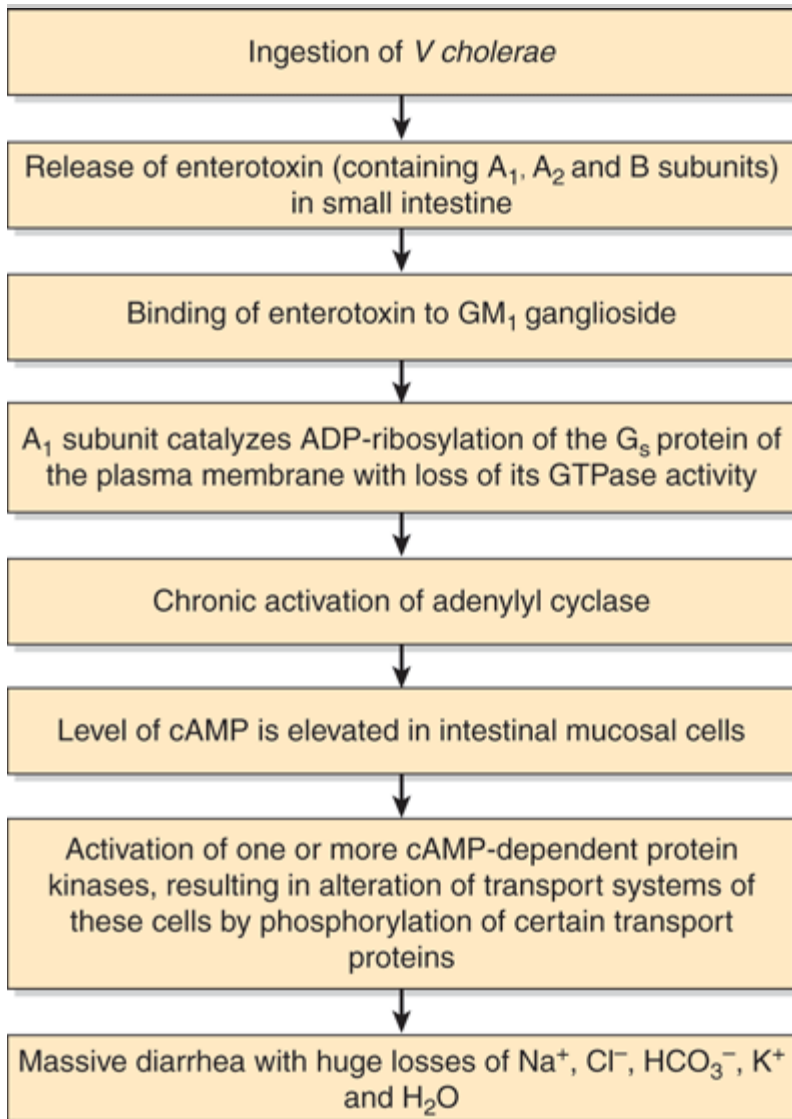 Ingestion of V cholerae
Release of enterotoxin (containing A₁, A₂ and B subunits)
in small intestine
Binding of enterotoxin to GM₁ ganglioside
A₁ subunit catalyzes ADP-ribosylation of the Gₛ protein of
the plasma membrane with loss of its GTPase activity
Chronic activation of adenylyl cyclase
Level of cAMP is elevated in intestinal mucosal cells
Activation of one or more cAMP-dependent protein
kinases, resulting in alteration of transport systems of
these cells by phosphorylation of certain transport
proteins
Massive diarrhea with huge losses of Na⁺, Cl⁻, HCO₃⁻, K⁺
and H₂O